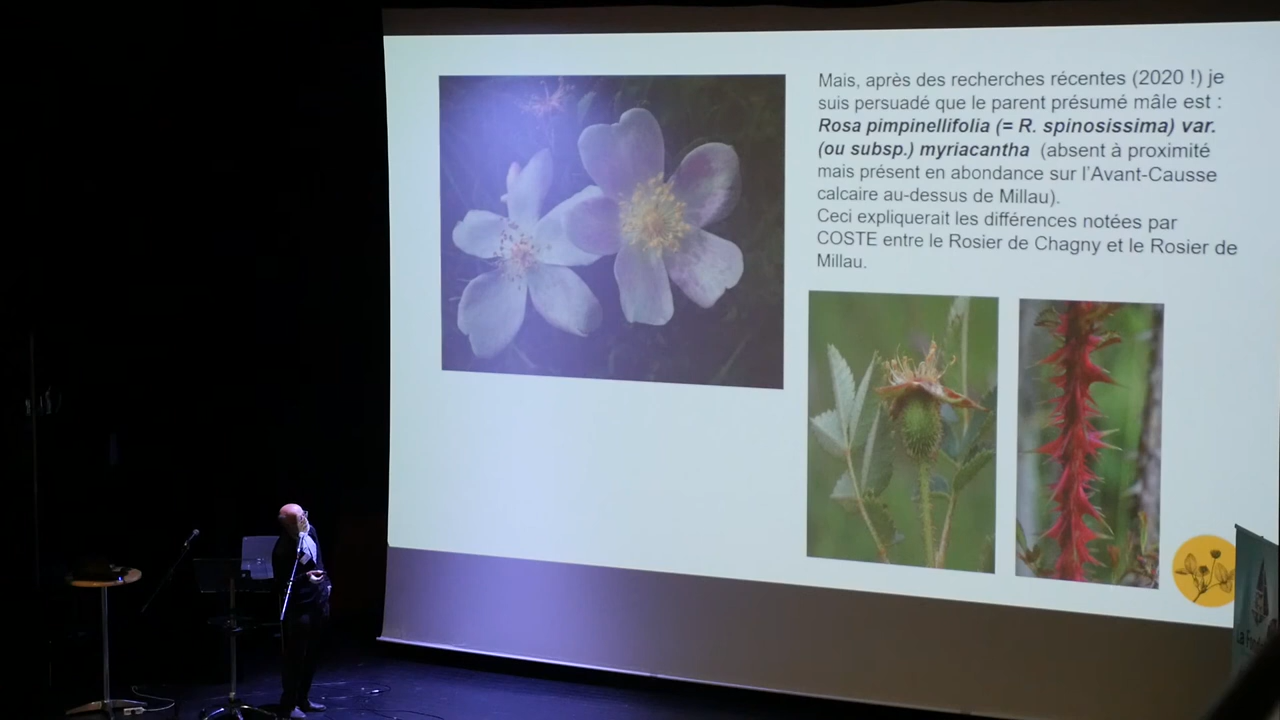 Mais, après des recherches récentes (2020 !) je
suis persuadé que le parent présumé mâle est :
Rosa pimpinellifolia (= R. spinosissima) var.
(ou subsp.) myriacantha (absent à proximité
mais présent en abondance sur l'Avant-Causse
calcaire au-dessus de Millau).
Ceci expliquerait les différences notées par
COSTE entre le Rosier de Chagny et le Rosier de
Millau.